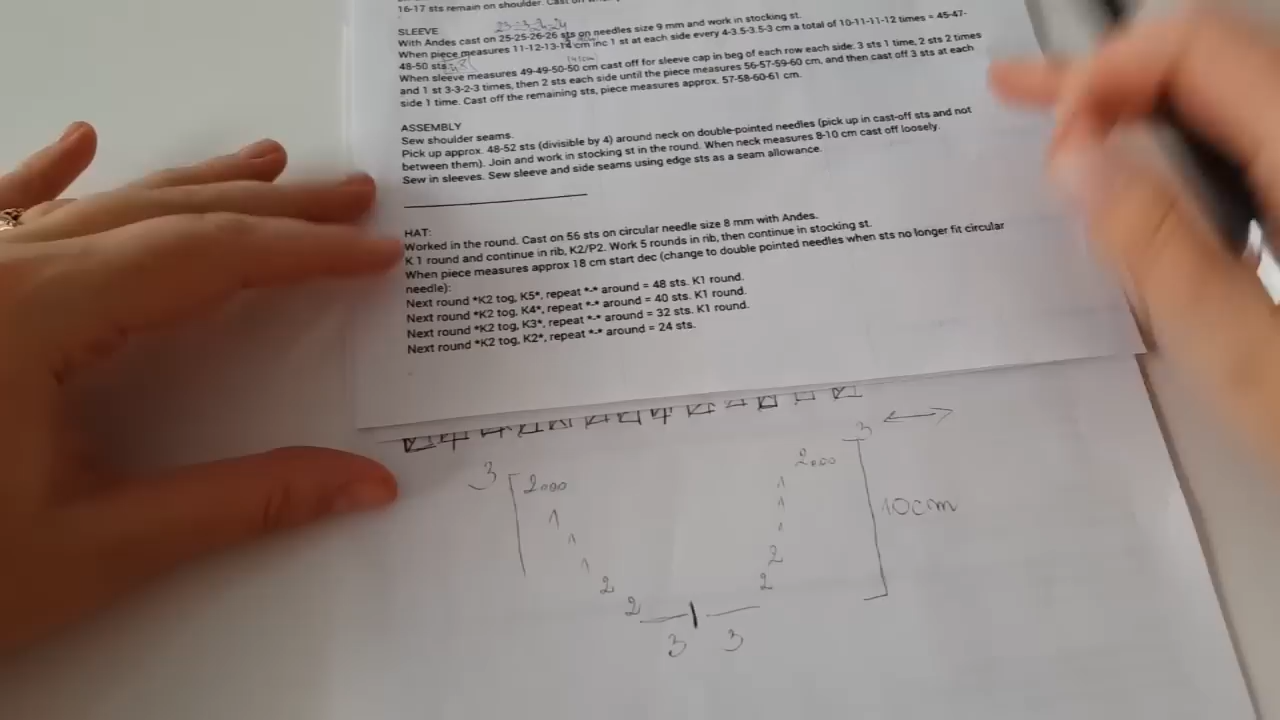 16-17 sts remain on shoulder. Cast on
SLEEVE
With Andes cast on 25-25-26-26 sts on needles size 9 mm and work in stocking st.
When piece measures 11-12-13-14 cm inc 1 st at each side every 4-3.5-3.5-3 cm a total of 10-11-11-12 times = 45-47-
48-50 sts
When sleeve measures 49-49-50-50 cm cast off for sleeve cap in beg of each row each side: 3 sts 1 time, 2 sts 2 times
and 1 st 3-3-2-3 times, then 2 sts each side until the piece measures 56-57-59-60 cm, and then cast off 3 sts at each
side 1 time. Cast off the remaining sts, piece measures approx. 57-58-60-61 cm.
ASSEMBLY
Sew shoulder seams.
Pick up approx. 48-52 sts (divisible by 4) around neck on double-pointed needles (pick up in cast-off sts and not
between them). Join and work in stocking st in the round. When neck measures 8-10 cm cast off loosely.
Sew in sleeves. Sew sleeve and side seams using edge sts as a seam allowance.
HAT:
Worked in the round. Cast on 56 sts on circular needle size 8 mm with Andes.
K 1 round and continue in rib, K2/P2. Work 5 rounds in rib, then continue in stocking st.
When piece measures approx 18 cm start dec (change to double pointed needles when sts no longer fit circular
needle):
Next round *K2 tog, K5*, repeat *-* around = 48 sts. K1 round.
Next round *K2 tog, K4*, repeat *-* around = 40 sts. K1 round.
Next round *K2 tog, K3*, repeat *-* around = 32 sts. K1 round.
Next round *K2 tog, K2*, repeat *-* around = 24 sts.
3 2000 2000 3
1 1
1 1
1 1
2 2
2 2
3 3
10cm